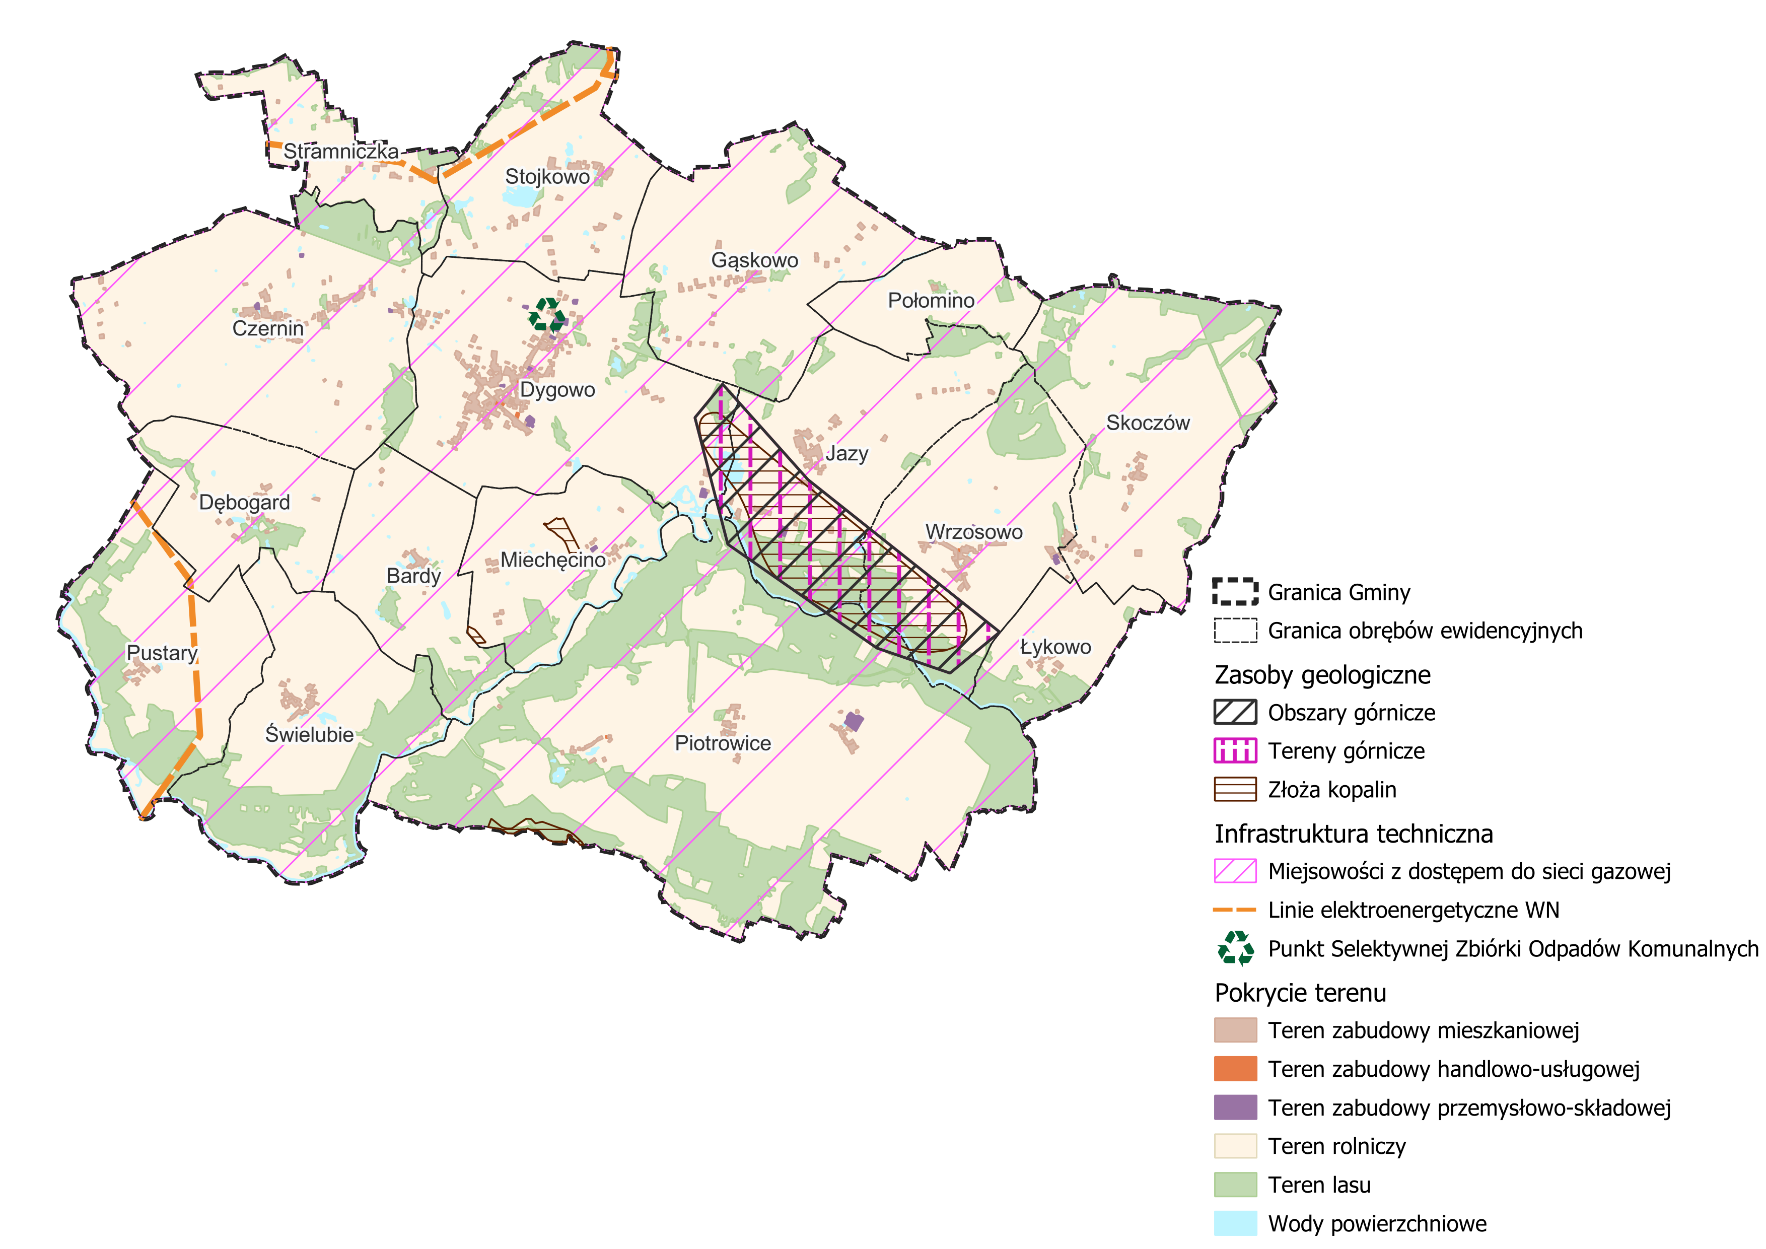 Stramniczka
Stojkowo
Gąskowo
Połomino
Czernin
Dygowo
Skoczów
Jazy
Dębogard
Wrzosowo
Miechęcino
Bardy
Pustary
Łykowo
Świelubie
Piotrowice
Granica Gminy
Granica obrębów ewidencyjnych
Zasoby geologiczne
Obszary górnicze
Tereny górnicze
Złoża kopalin
Infrastruktura techniczna
Miejsowości z dostępem do sieci gazowej
Linie elektroenergetyczne WN
Punkt Selektywnej Zbiórki Odpadów Komunalnych
Pokrycie terenu
Teren zabudowy mieszkaniowej
Teren zabudowy handlowo-usługowej
Teren zabudowy przemysłowo-składowej
Teren rolniczy
Teren lasu
Wody powierzchniowe